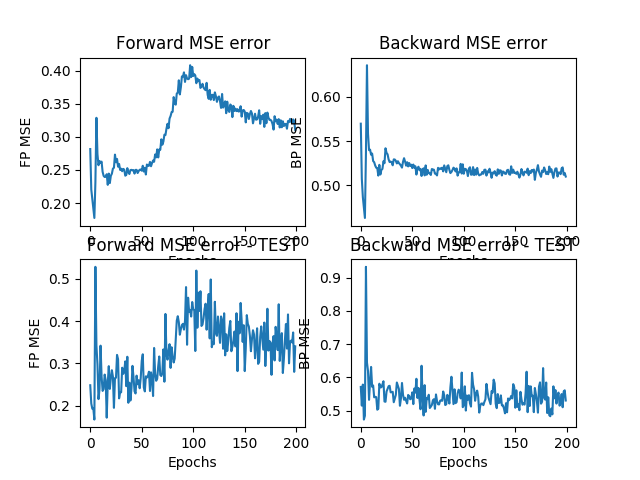 Forward MSE error
Backward MSE error
FP MSE
0.40
0.35
0.30
0.25
0.20
0 50 100 150 200
Epochs
BP MSE
0.60
0.55
0.50
0 50 100 150 200
Epochs
Forward MSE error - TEST
Backward MSE error - TEST
FP MSE
0.5
0.4
0.3
0.2
0 50 100 150 200
Epochs
BP MSE
0.9
0.8
0.7
0.6
0.5
0 50 100 150 200
Epochs